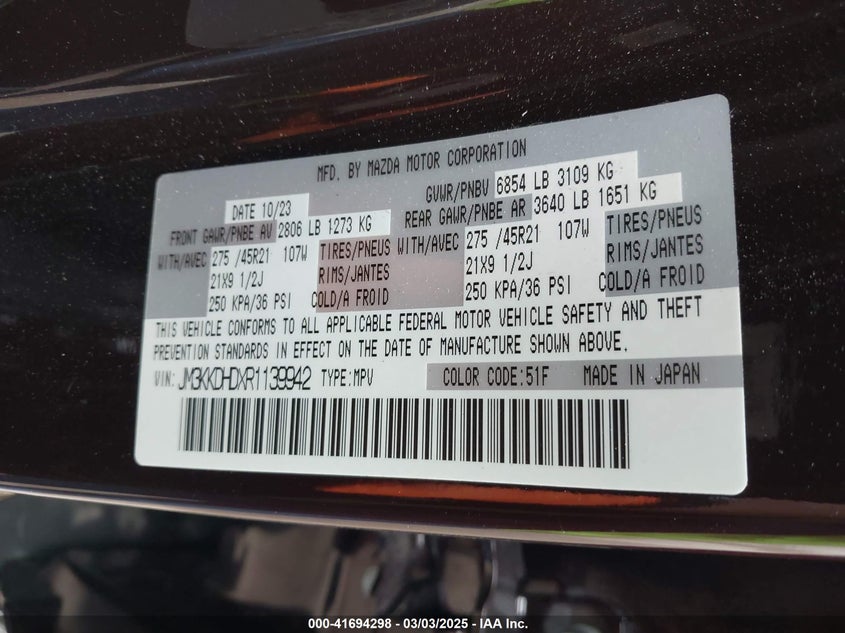 MFD. BY MAZDA MOTOR CORPORATION
DATE 10/23 GVWR/PNBV 6854 LB 3109 KG
FRONT GAWR/PNBE AV 2806 LB 1273 KG REAR GAWR/PNBE AR 3640 LB 1651 KG
WITH/AVEC 275 /45R21 107W TIRES/PNEUS WITH/AVEC 275 /45R21 107W TIRES/PNEUS
21X9 1/2J RIMS/JANTES 21X9 1/2J RIMS/JANTES
250 KPA/36 PSI COLD/A FROID 250 KPA/36 PSI COLD/A FROID
THIS VEHICLE CONFORMS TO ALL APPLICABLE FEDERAL MOTOR VEHICLE SAFETY AND THEFT
PREVENTION STANDARDS IN EFFECT ON THE DATE OF MANUFACTURE SHOWN ABOVE.
VIN: JM3KKDHDXR1139942 TYPE:MPV COLOR CODE:51F MADE IN JAPAN
000-41694298 - 03/03/2025 - IAA Inc.